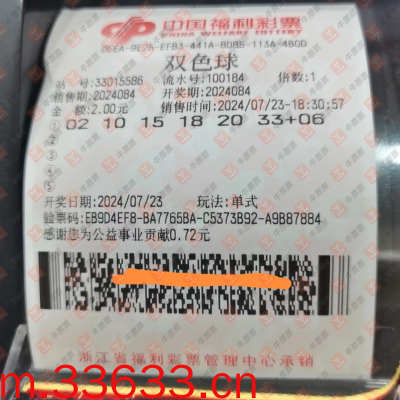 中国福利彩票
CHINA WELFARE LOTTERY
双色球
站号:33015586 流水号:100184 倍数:1
销售期:2024084 开奖期:2024084
金额:2.00元 销售时间:2024/07/23-18:30:57
① 02 10 15 18 20 33+06
②
③
④
⑤
开奖日期:2024/07/23 玩法:单式
验票码:EB9D4EF8-BA7765BA-C5373B92-A9B87884
感谢您为公益事业贡献0.72元
浙江省福利彩票管理中心承销
m.33633.cn